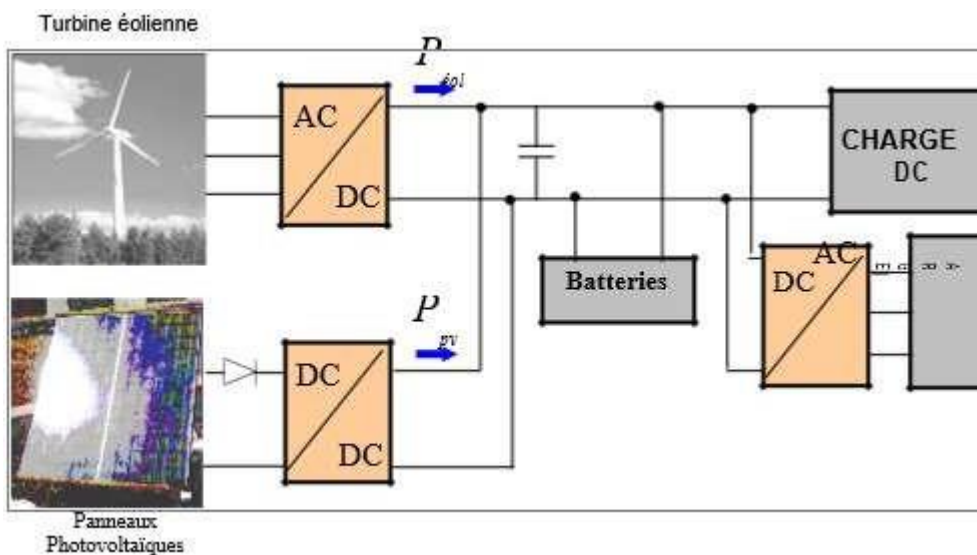 Turbine éolienne
P éol
AC
DC
CHARGE
DC
Batteries
AC
DC
P pv
DC
DC
Panneaux
Photovoltaïques